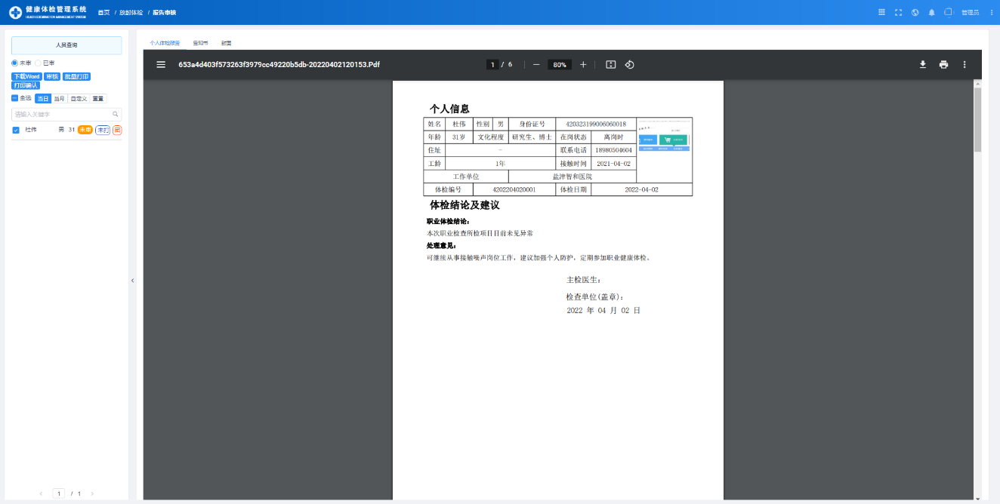 健康体检管理系统 首页 / 放射体检 / 报告审核 管理员
HEALTH EXAMINATION MANAGEMENT SYSTEM
人员查询
未审 已审
下载Word 审核 批量打印
打印确认
全选 当日 当月 自定义 重置
请输入关键字
杜伟 男 31 未审 未打
1 / 1
个人体检报告 告知书 封面
653a4d403f573263f3979cc49220b5db-20220402120153.Pdf 1 / 6 80%
个人信息
姓名 杜伟 性别 男 身份证号 420323199006060018
年龄 31岁 文化程度 研究生、博士 在岗状态 离岗时
住址 - 联系电话 18980504604
工龄 1年 接触时间 2021-04-02
工作单位 盐津智和医院
体检编号 4202204020001 体检日期 2022-04-02
体检结论及建议
职业体检结论：
本次职业检查所检项目目前未见异常
处理意见：
可继续从事接触噪声岗位工作，建议加强个人防护，定期参加职业健康体检。
主检医生：
检查单位(盖章)：
2022 年 04 月 02 日